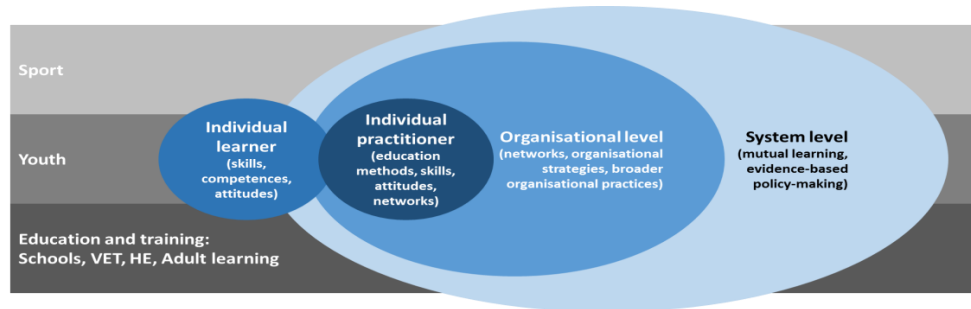 Sport
Youth
Education and training:
Schools, VET, HE, Adult learning
Individual
learner
(skills,
competences,
attitudes)
Individual
practitioner
(education
methods, skills,
attitudes,
networks)
Organisational level
(networks, organisational
strategies, broader
organisational practices)
System level
(mutual learning,
evidence-based
policy-making)